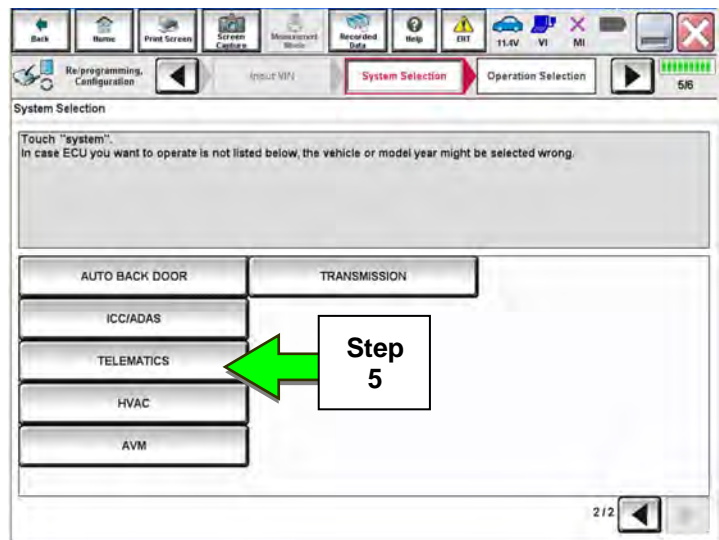 Back Home Print Screen Screen Capture Measurement Mode Recorded Data Help ERT 11.4V VI MI
Re/programming, Configuration Input VIN System Selection Operation Selection 5/6
System Selection
Touch "system".
In case ECU you want to operate is not listed below, the vehicle or model year might be selected wrong.
AUTO BACK DOOR TRANSMISSION
ICC/ADAS
TELEMATICS
HVAC
AVM
Step
5
2/2